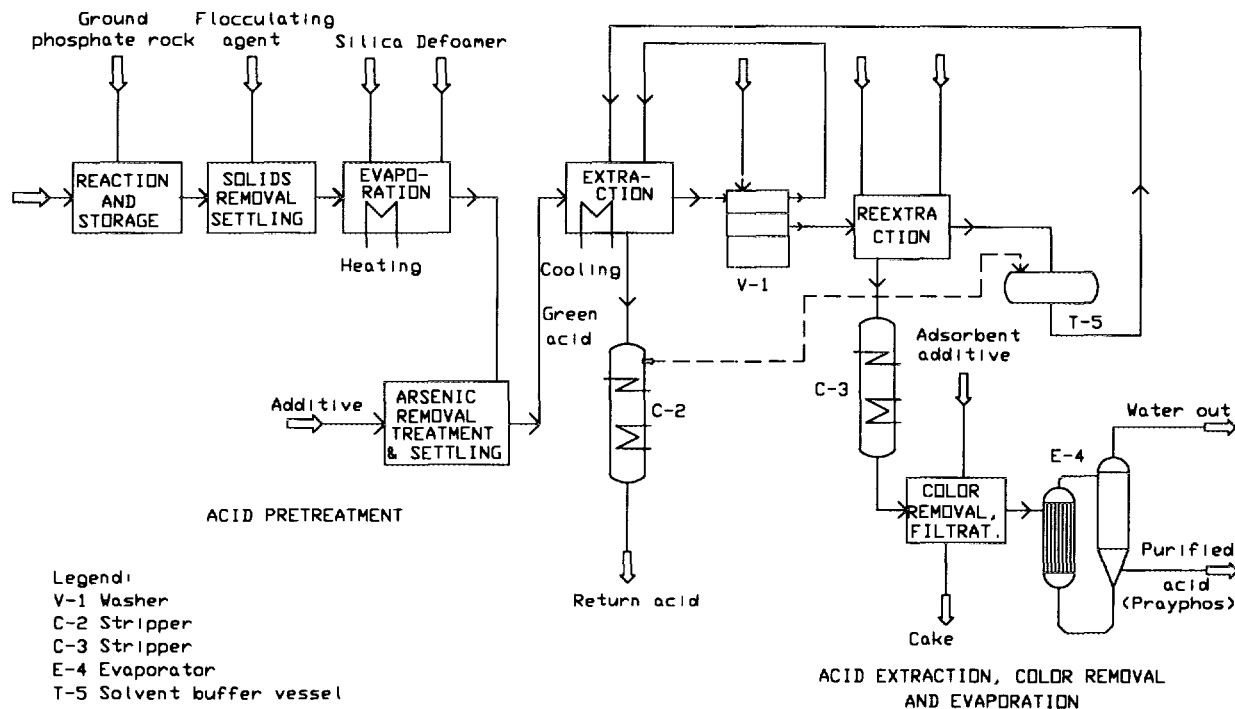 Ground
phosphate rock
Flocculating
agent
Silica Defoamer
REACTION
AND
STORAGE
SOLIDS
REMOVAL
SETTLING
EVAPO-
RATION
Heating
EXTRA-
CTION
Cooling
V-1
REEXTRA
CTION
T-5
Green
acid
Additive
ARSENIC
REMOVAL
TREATMENT
& SETTLING
C-2
C-3
Adsorbent
additive
Water out
E-4
COLOR
REMOVAL,
FILTRAT.
Purified
acid
(Prayphos)
ACID PRETREATMENT
Return acid
Cake
Legend:
V-1 Washer
C-2 Stripper
C-3 Stripper
E-4 Evaporator
T-5 Solvent buffer vessel
ACID EXTRACTION, COLOR REMOVAL
AND EVAPORATION